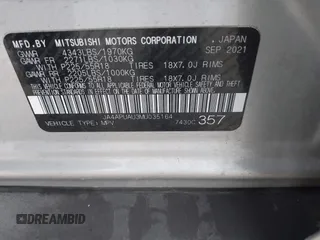 MFD.BY MITSUBISHI MOTORS CORPORATION JAPAN
GVWR 4343LBS/1970KG SEP 2021
GAWR 2271LBS/1030KG FR
WITH P225/55R18 18X7.0J RIMS
GAWR 2205LBS/1000KG RR
WITH P225/55R18 18X7.0J RIMS
JA4APUAU3MU035164
VEHICLE TYPE: MPV 7430C 357
© DREAMBID